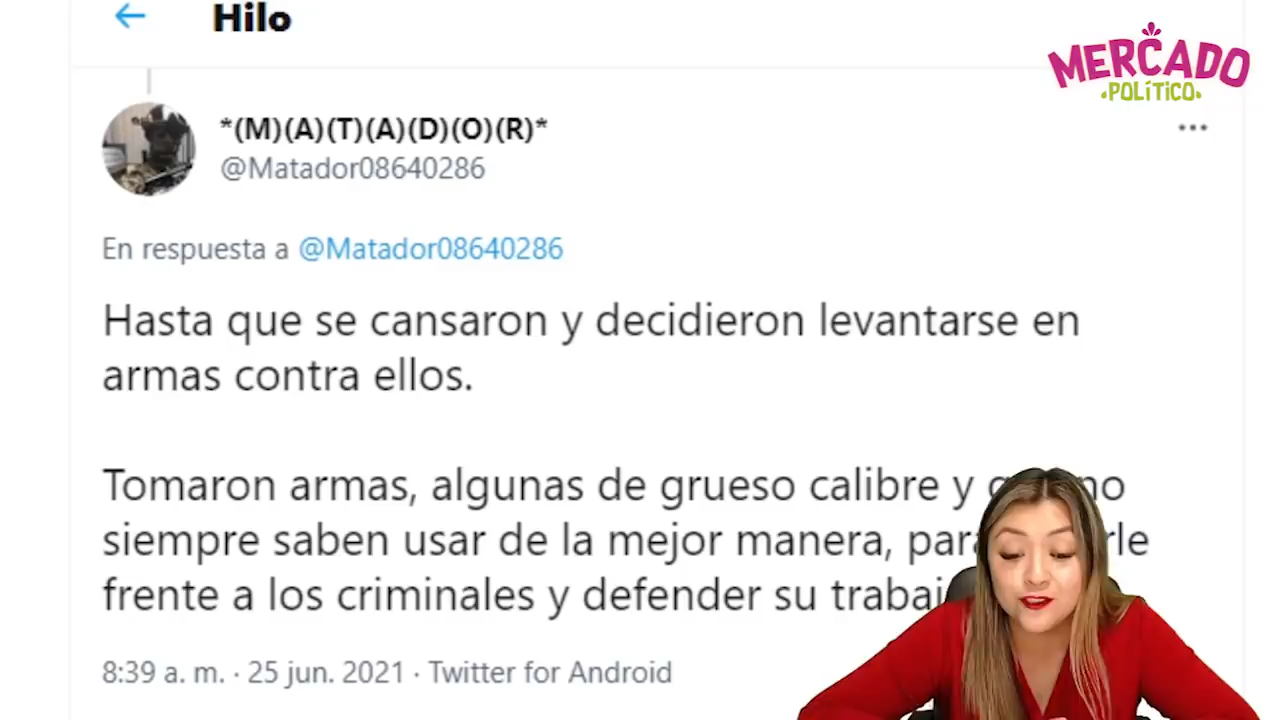 Hilo
MERCADO
POLÍTICO
*(M)(A)(T)(A)(D)(O)(R)*
@Matador08640286
En respuesta a @Matador08640286
Hasta que se cansaron y decidieron levantarse en
armas contra ellos.
Tomaron armas, algunas de grueso calibre y no
siempre saben usar de la mejor manera,
frente a los criminales y defender su
8:39 a. m. · 25 jun. 2021 · Twitter for Android